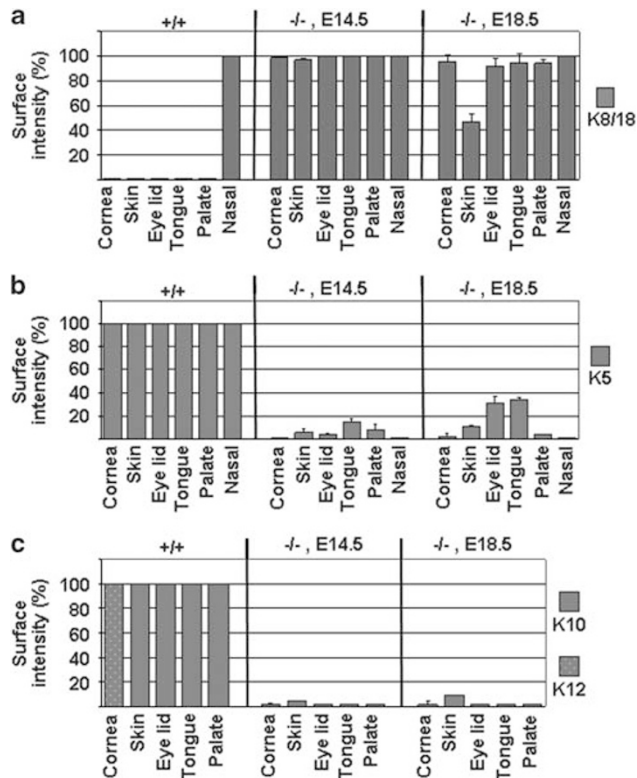 a
+/+ -/- , E14.5 -/- , E18.5
Surface intensity (%)
100
80
60
40
20
K8/18
Cornea Skin Eye lid Tongue Palate Nasal Cornea Skin Eye lid Tongue Palate Nasal Cornea Skin Eye lid Tongue Palate Nasal
b
+/+ -/- , E14.5 -/- , E18.5
Surface intensity (%)
100
80
60
40
20
K5
Cornea Skin Eye lid Tongue Palate Nasal Cornea Skin Eye lid Tongue Palate Nasal Cornea Skin Eye lid Tongue Palate Nasal
c
+/+ -/- , E14.5 -/- , E18.5
Surface intensity (%)
100
80
60
40
20
K10
K12
Cornea Skin Eye lid Tongue Palate Cornea Skin Eye lid Tongue Palate Cornea Skin Eye lid Tongue Palate